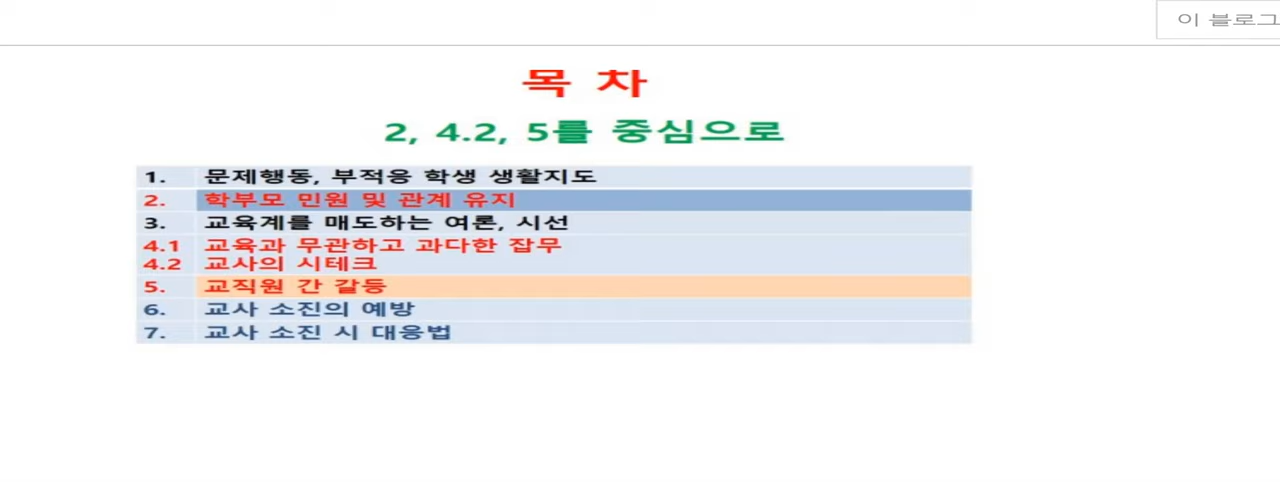 이 블로그
목 차
2, 4.2, 5를 중심으로
1. 문제행동, 부적응 학생 생활지도
2. 학부모 민원 및 관계 유지
3. 교육계를 매도하는 여론, 시선
4.1 교육과 무관하고 과다한 잡무
4.2 교사의 시테크
5. 교직원 간 갈등
6. 교사 소진의 예방
7. 교사 소진 시 대응법